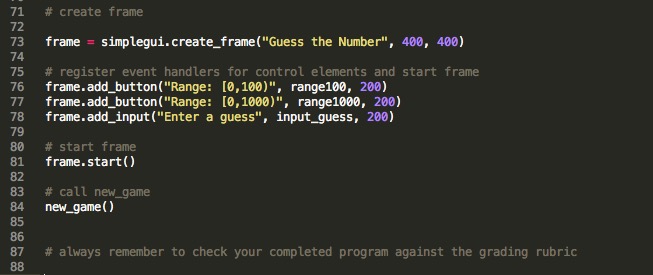 71 # create frame
72
73 frame = simplegui.create_frame("Guess the Number", 400, 400)
74
75 # register event handlers for control elements and start frame
76 frame.add_button("Range: [0,100)", range100, 200)
77 frame.add_button("Range: [0,1000)", range1000, 200)
78 frame.add_input("Enter a guess", input_guess, 200)
79
80 # start frame
81 frame.start()
82
83 # call new_game
84 new_game()
85
86
87 # always remember to check your completed program against the grading rubric
88